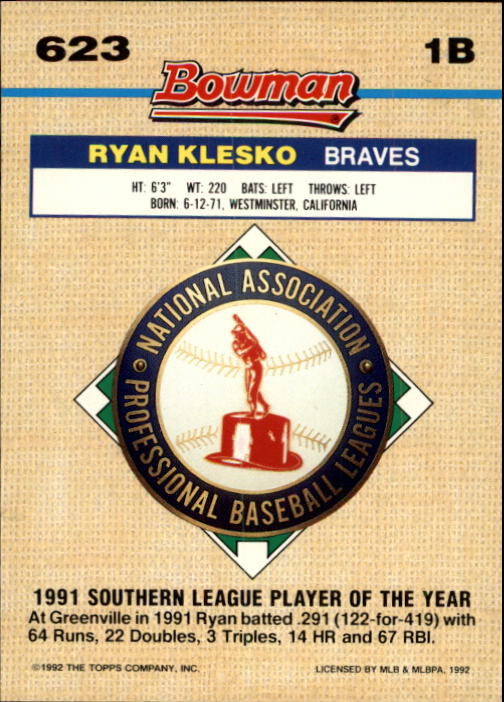 623
1B
Bowman
RYAN KLESKO BRAVES
HT: 6'3" WT: 220 BATS: LEFT THROWS: LEFT
BORN: 6-12-71, WESTMINSTER, CALIFORNIA
NATIONAL ASSOCIATION
PROFESSIONAL BASEBALL LEAGUES
1991 SOUTHERN LEAGUE PLAYER OF THE YEAR
At Greenville in 1991 Ryan batted .291 (122-for-419) with
64 Runs, 22 Doubles, 3 Triples, 14 HR and 67 RBI.
©1992 THE TOPPS COMPANY, INC.
LICENSED BY MLB & MLBPA, 1992